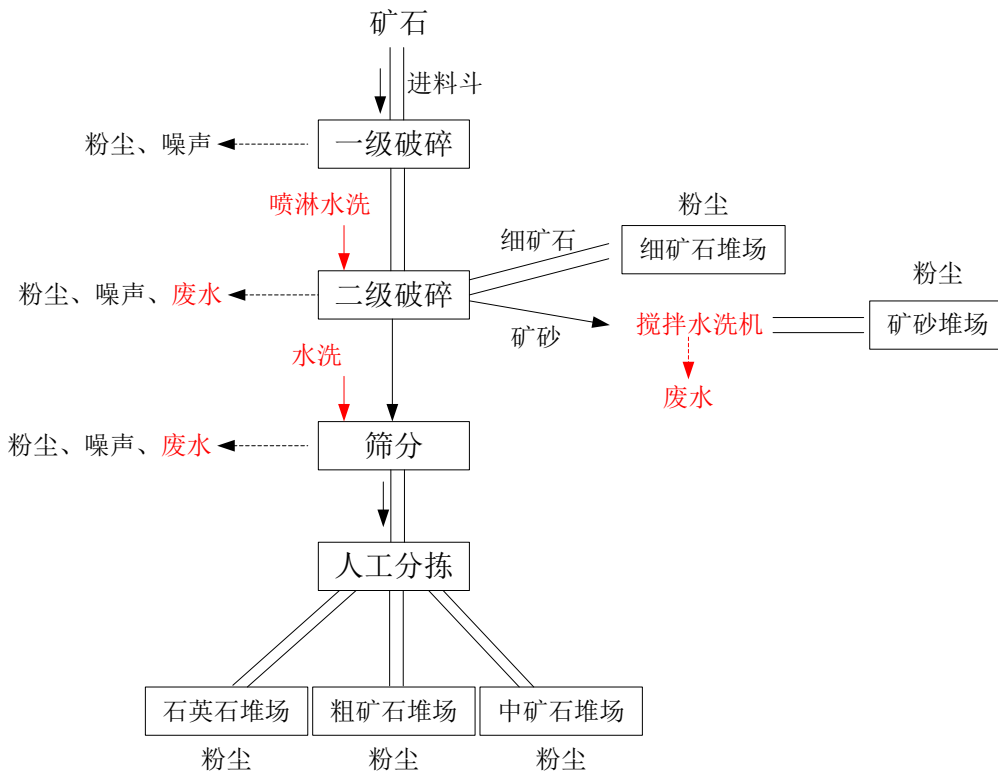 矿石
进料斗
粉尘、噪声
一级破碎
喷淋水洗
粉尘
细矿石
细矿石堆场
粉尘
粉尘、噪声、废水
二级破碎
矿砂
搅拌水洗机
矿砂堆场
水洗
废水
粉尘、噪声、废水
筛分
人工分拣
石英石堆场
粗矿石堆场
中矿石堆场
粉尘
粉尘
粉尘